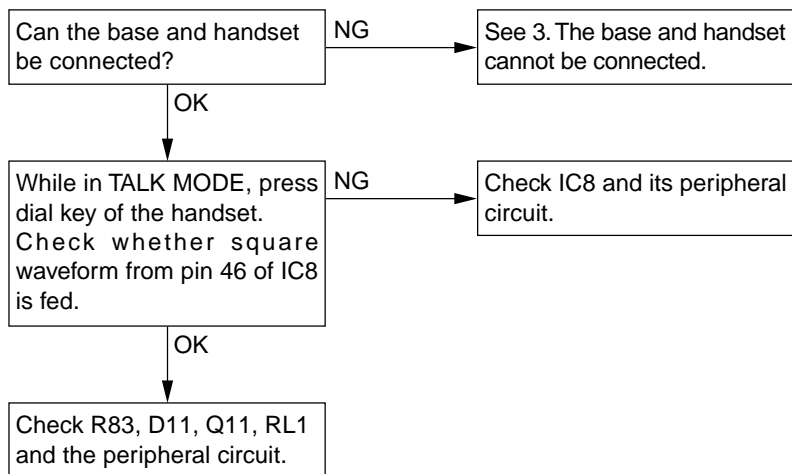 Can the base and handset
be connected?
NG
See 3. The base and handset
cannot be connected.
OK
While in TALK MODE, press
dial key of the handset.
Check whether square
waveform from pin 46 of IC8
is fed.
NG
Check IC8 and its peripheral
circuit.
OK
Check R83, D11, Q11, RL1
and the peripheral circuit.